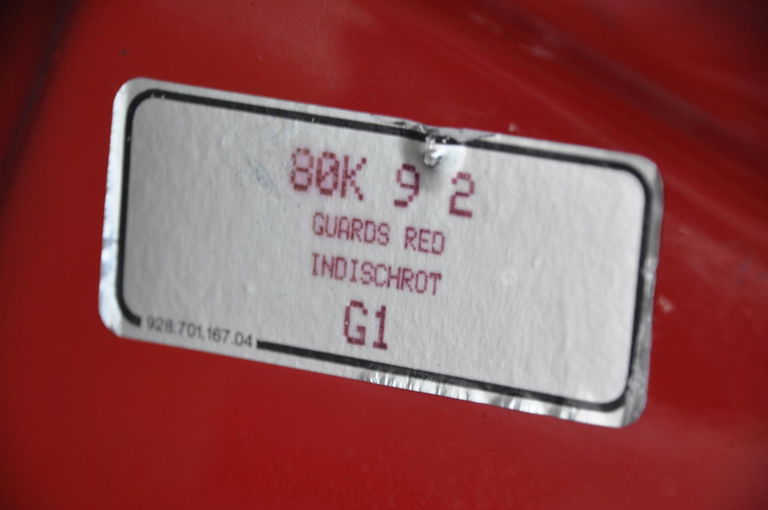 80K 9 2
GUARDS RED
INDISCHROT
G1
928.701.167.04